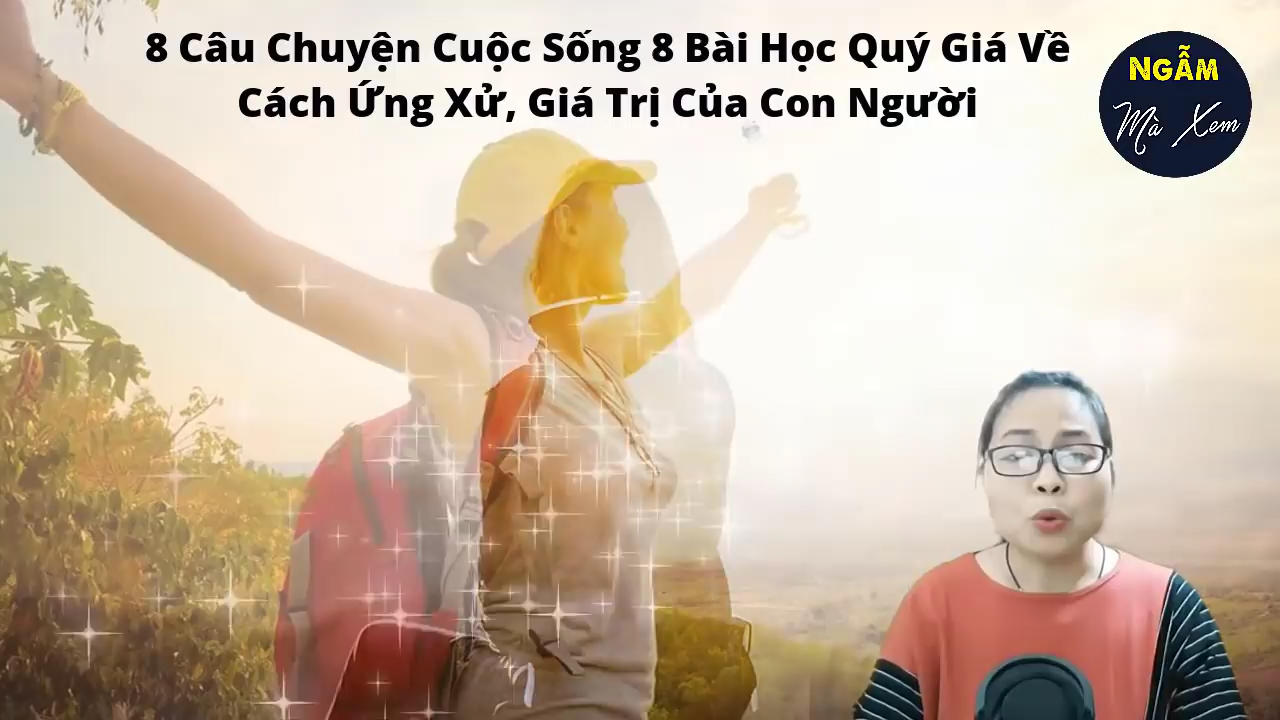 8 Câu Chuyện Cuộc Sống 8 Bài Học Quý Giá Về
Cách Ứng Xử, Giá Trị Của Con Người
NGẪM
Mà Xem